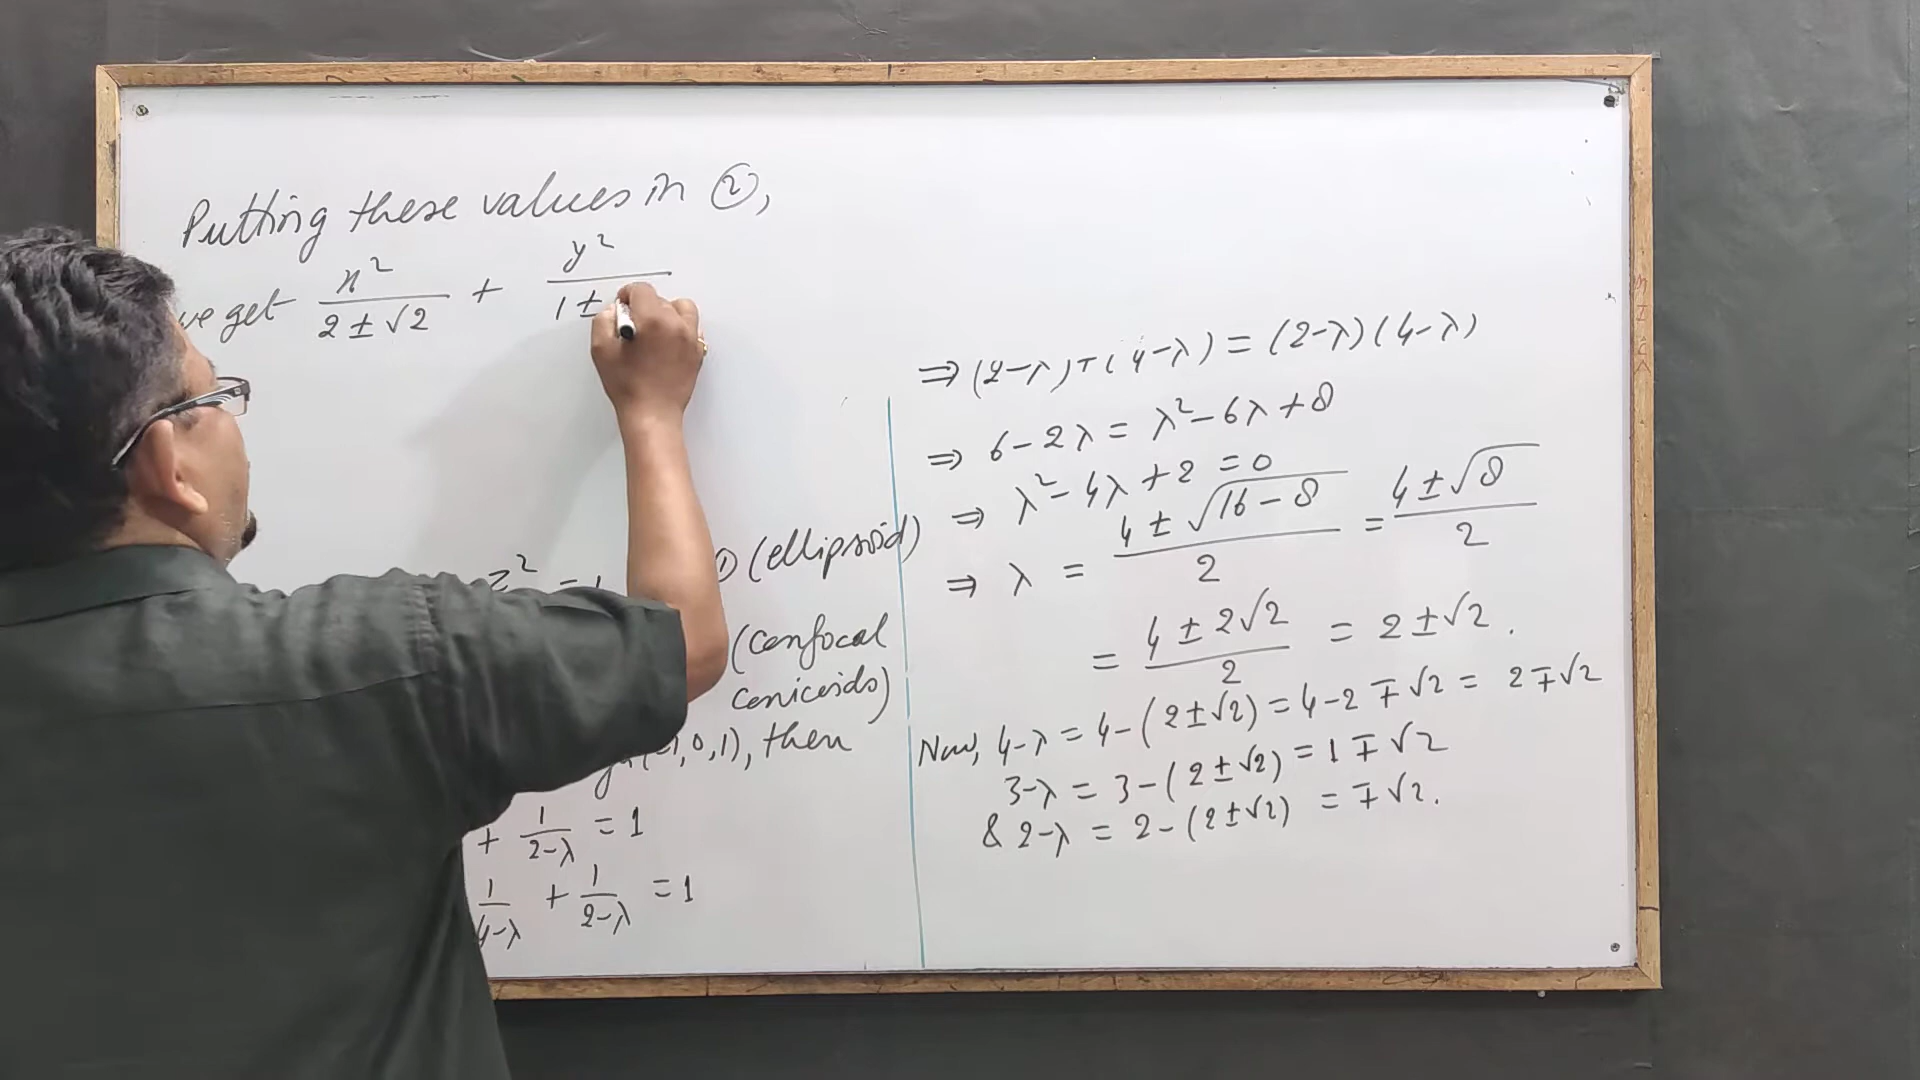 Putting these values in ②,
we get x²/(2±√2) + y²/(1±
z² = 1
① (ellipsoid)
(confocal
conicoids)
(-1,0,1), then
+ 1/(2-λ) = 1
1/(4-λ) + 1/(2-λ) = 1
⇒ (2-λ)+(4-λ) = (2-λ)(4-λ)
⇒ 6-2λ = λ²-6λ+8
⇒ λ²-4λ+2 = 0
⇒ λ = (4±√(16-8))/2 = (4±√8)/2
= (4±2√2)/2 = 2±√2.
Now, 4-λ = 4-(2±√2) = 4-2∓√2 = 2∓√2
3-λ = 3-(2±√2) = 1∓√2
& 2-λ = 2-(2±√2) = ∓√2.